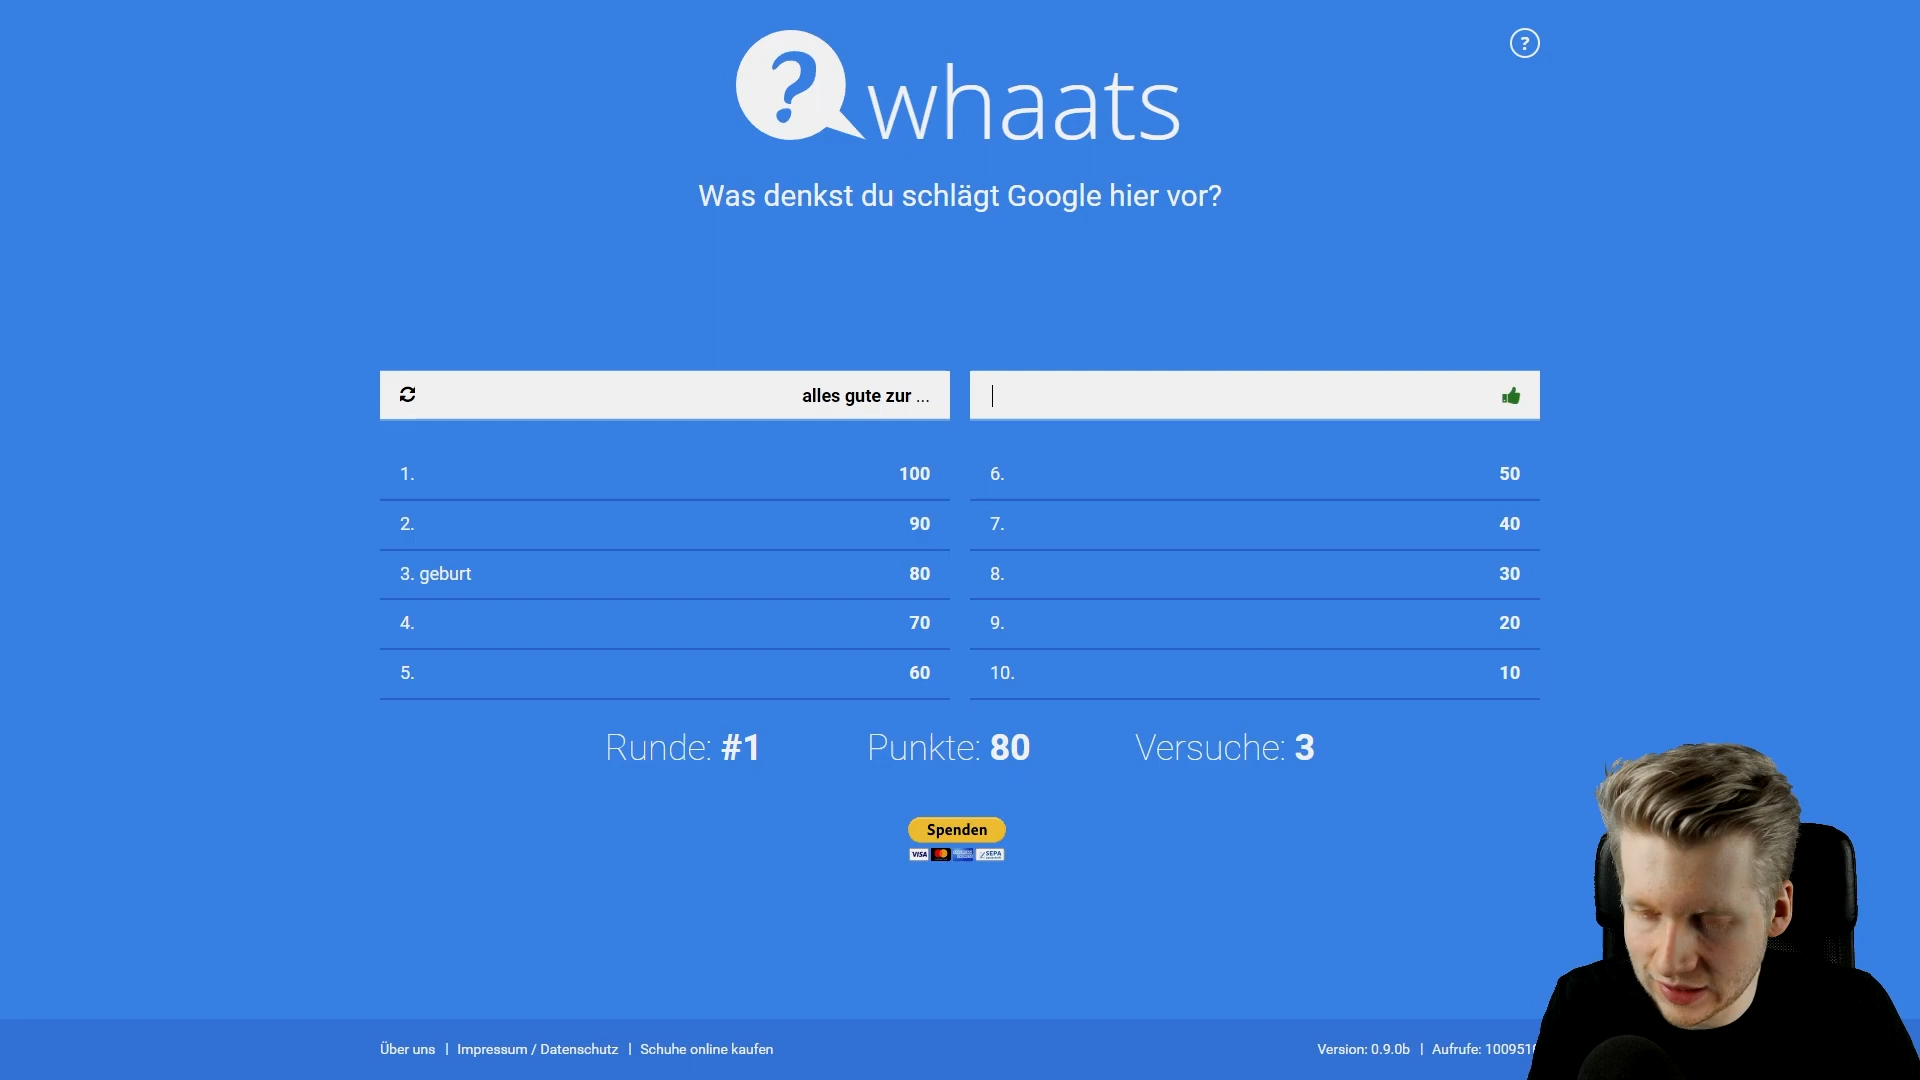 ? whaats
?
Was denkst du schlägt Google hier vor?
alles gute zur ...
1. 100
2. 90
3. geburt 80
4. 70
5. 60
6. 50
7. 40
8. 30
9. 20
10. 10
Runde: #1 Punkte: 80 Versuche: 3
Spenden
VISA SEPA
Über uns | Impressum / Datenschutz | Schuhe online kaufen
Version: 0.9.0b | Aufrufe: